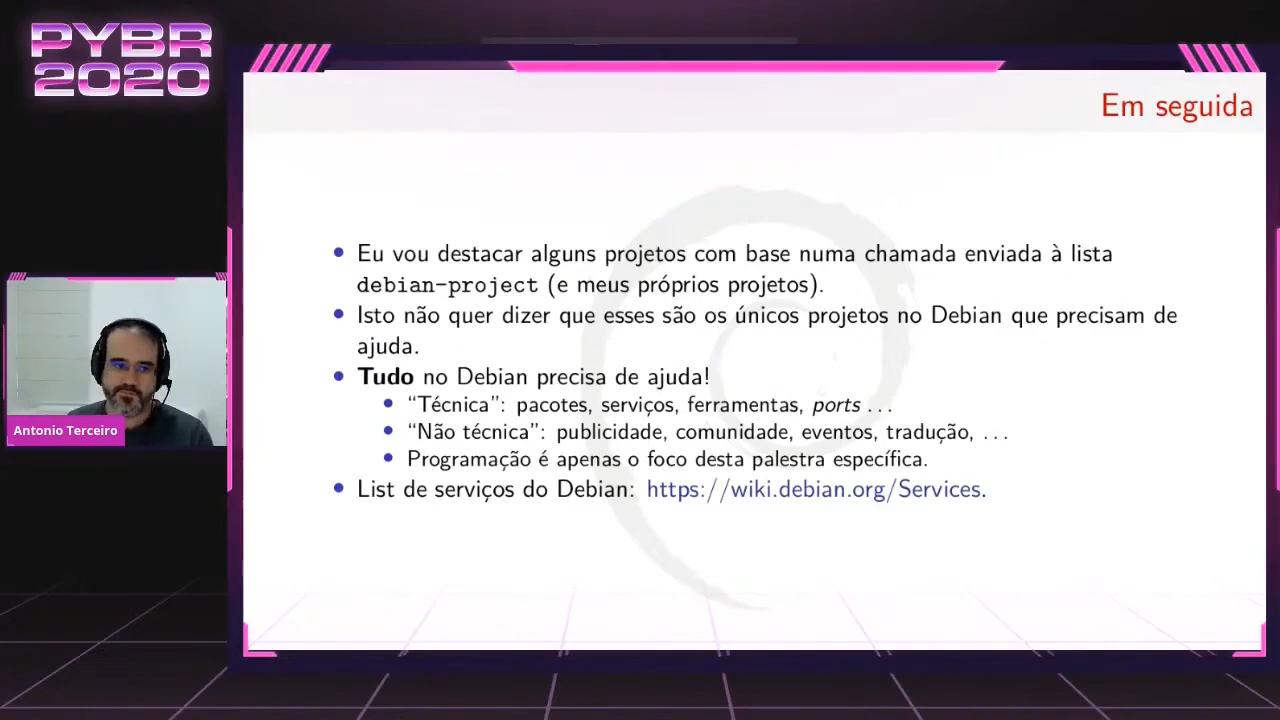 PYBR
2020
Em seguida
• Eu vou destacar alguns projetos com base numa chamada enviada à lista
debian-project (e meus próprios projetos).
• Isto não quer dizer que esses são os únicos projetos no Debian que precisam de
ajuda.
• Tudo no Debian precisa de ajuda!
• “Técnica”: pacotes, serviços, ferramentas, ports ...
• “Não técnica”: publicidade, comunidade, eventos, tradução, ...
• Programação é apenas o foco desta palestra específica.
• List de serviços do Debian: https://wiki.debian.org/Services.
Antonio Terceiro